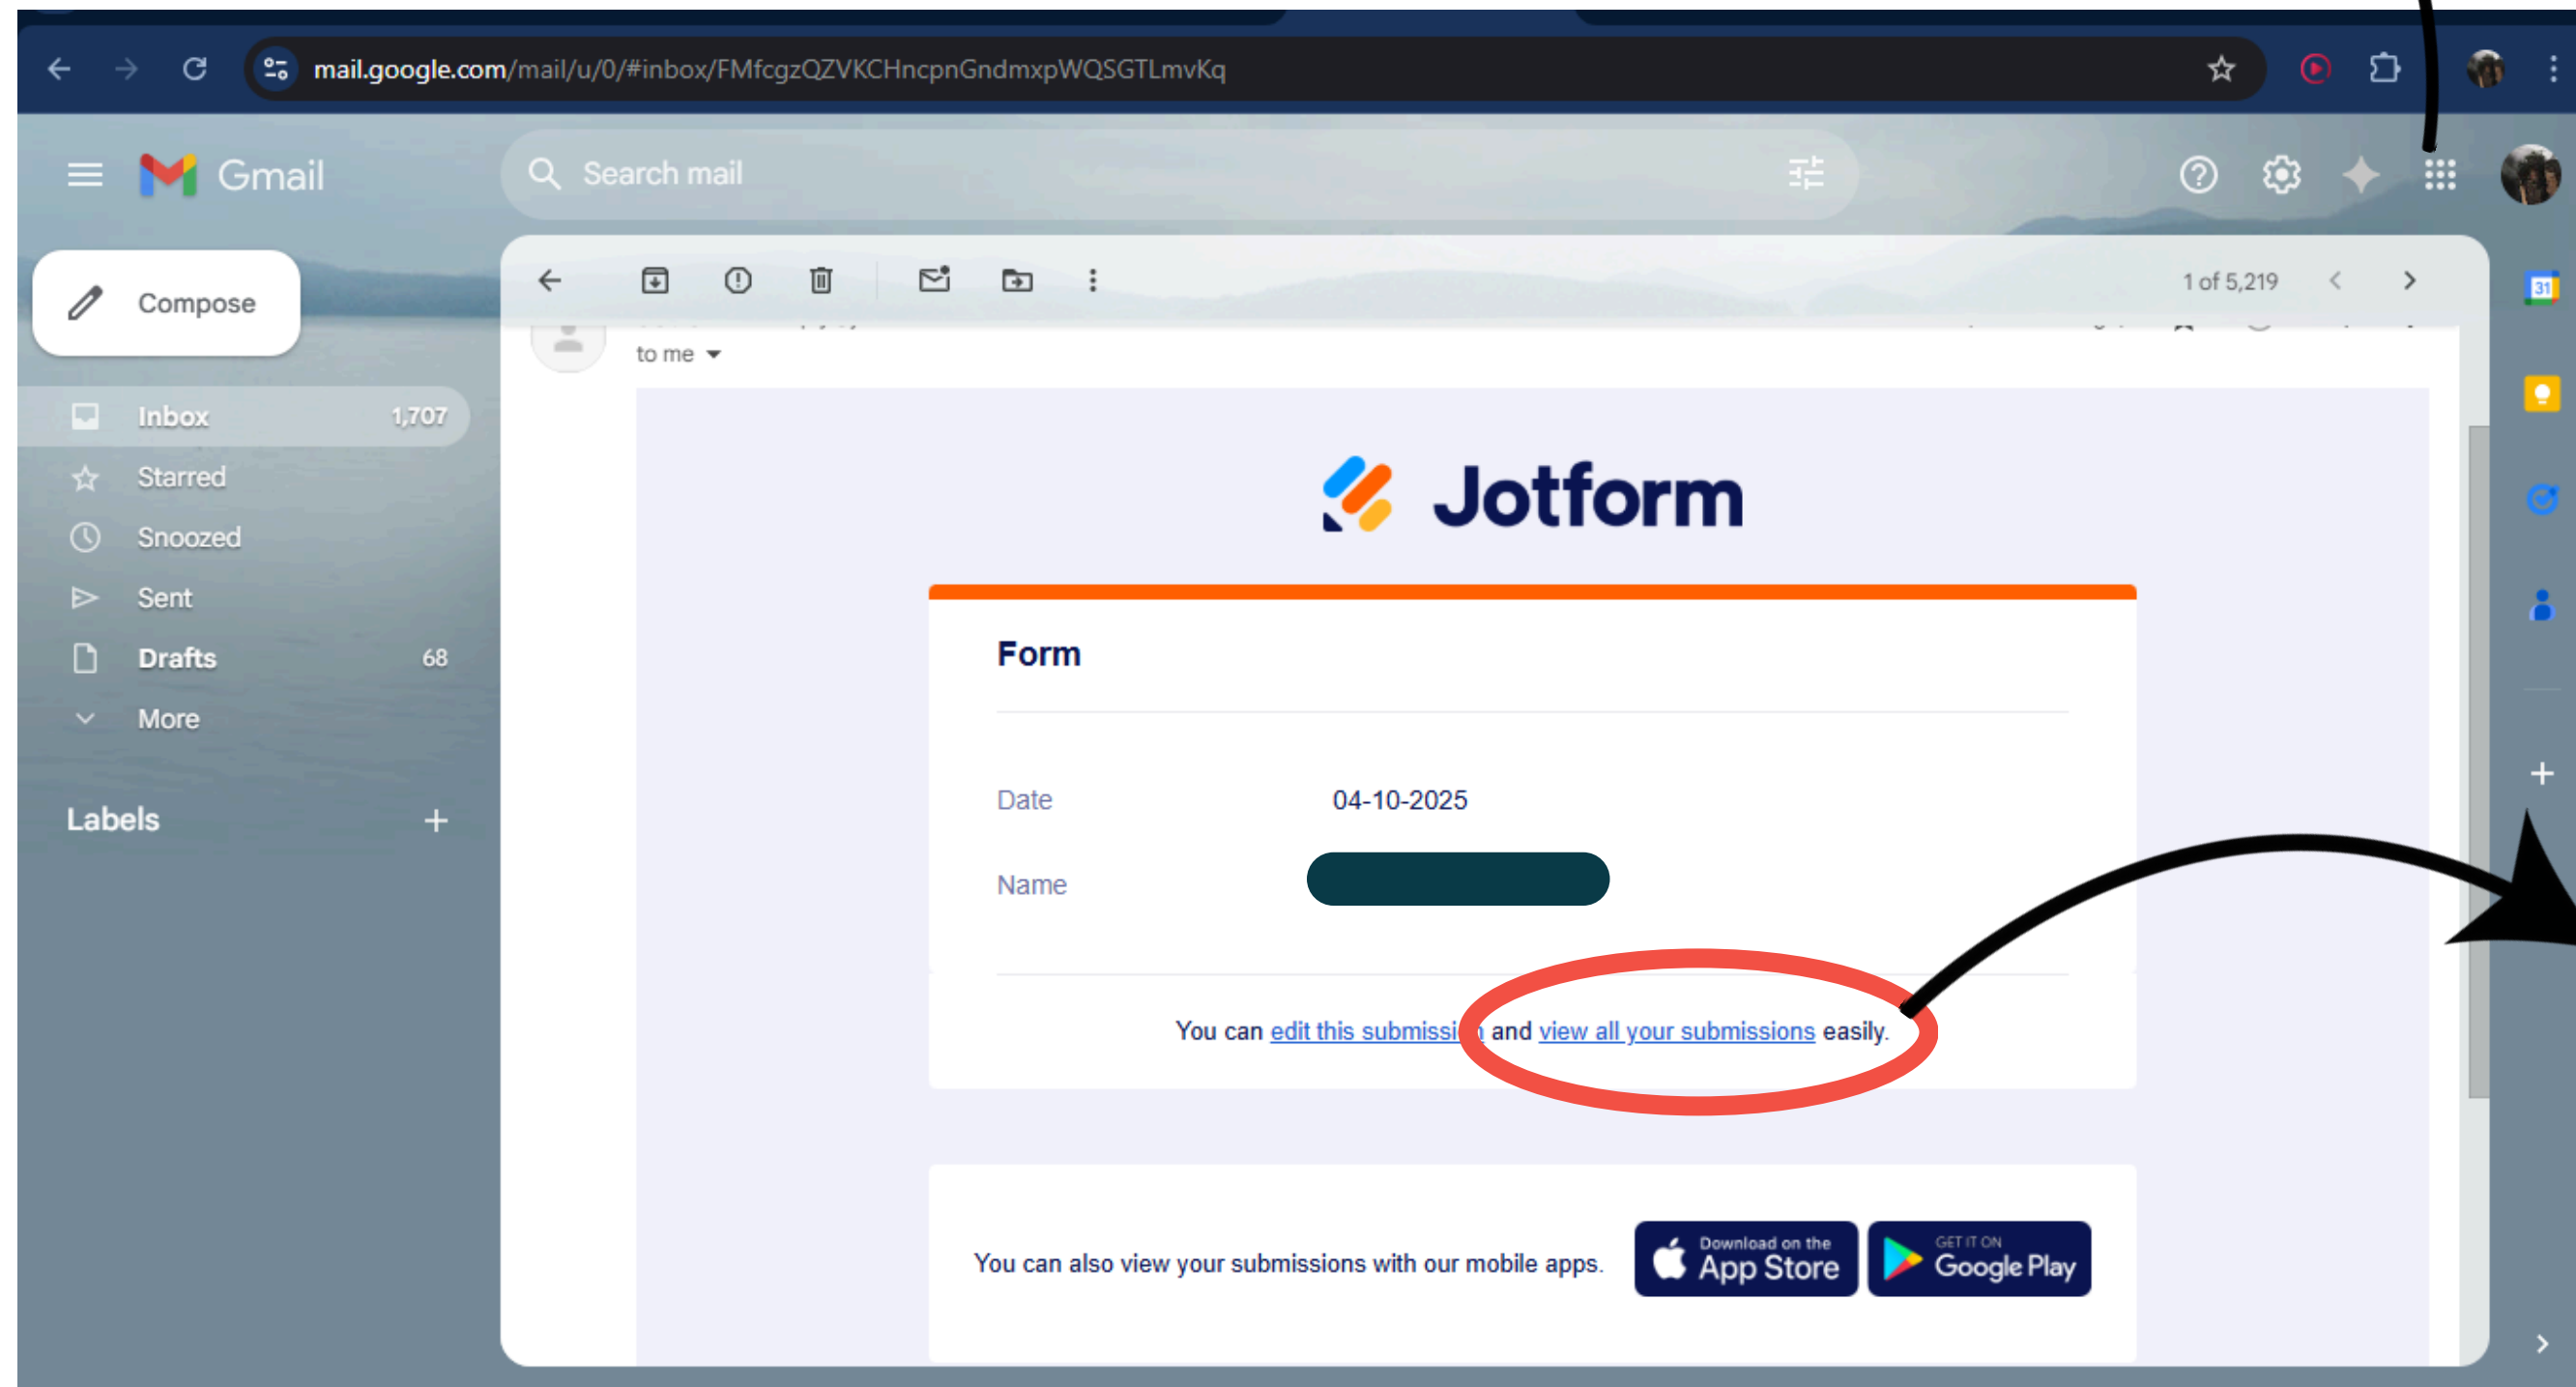 mail.google.com/mail/u/0/#inbox/FMfcgzQZVKCHncpnGndmxpWQSGTLmvKq
Gmail
Search mail
Compose
1 of 5,219
31
to me
Inbox 1,707
Starred
Snoozed
Sent
Drafts 68
More
Labels
Jotform
Form
Date 04-10-2025
Name
You can edit this submission and view all your submissions easily.
You can also view your submissions with our mobile apps.
Download on the
App Store
GET IT ON
Google Play